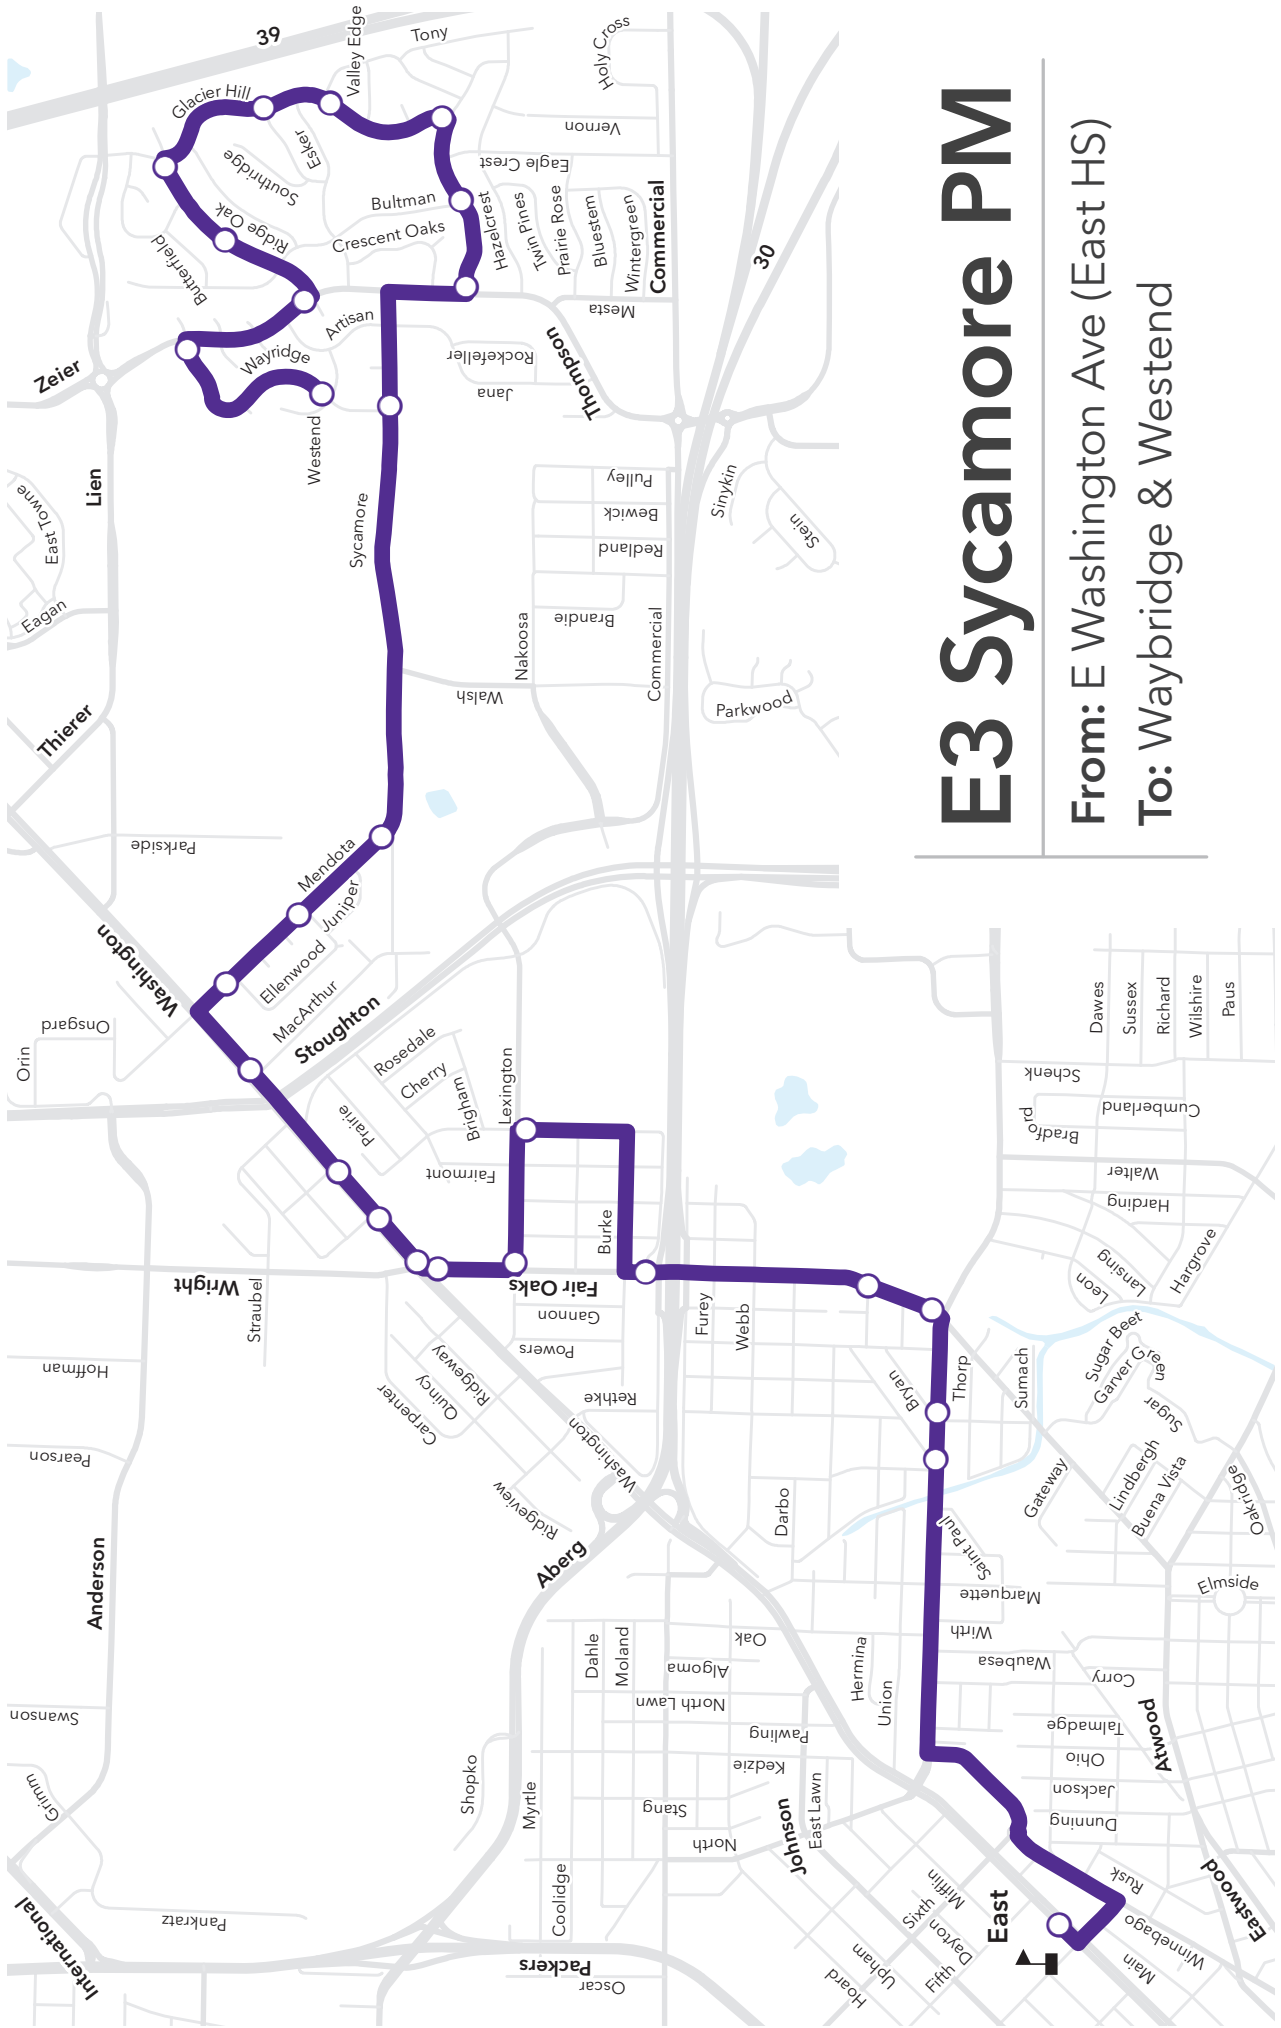 E3 Sycamore PM
From: E Washington Ave (East HS)
To: Waybridge & Westend
39
Tony
Valley Edge
Holy Cross
Glacier Hill
Esker
Southridge
Vernon
Eagle Crest
Bultman
Ridge Oak
Crescent Oaks
Hazelcrest
Twin Pines
Prairie Rose
Bluestem
Wintergreen
Commercial
30
Butterfield
Artisan
Mesta
Wayridge
Rockefeller
Jana
Thompson
Zeier
Lien
Westend
East Towne
Sycamore
Pulley
Bewick
Redland
Brandie
Sinykin
Stein
Eagan
Nakoosa
Commercial
Walsh
Parkwood
Thierer
Parkside
Mendota
Juniper
Ellenwood
MacArthur
Washington
Stoughton
Onsgard
Orin
Rosedale
Cherry
Brigham
Lexington
Prairie
Fairmont
Burke
Wright
Straubel
Fair Oaks
Gannon
Powers
Rethke
Furey
Webb
Hoffman
Ridgeway
Quincy
Carpenter
Washington
Pearson
Ridgeview
Aberg
Anderson
Darbo
Bryan
Thorp
Sumach
Dawes
Sussex
Richard
Wilshire
Paus
Schenk
Cumberland
Bradford
Walter
Harding
Hargrove
Lansing
Leon
Sugar Beet
Garver Green
Sugar
Lindbergh
Buena Vista
Gateway
Oakridge
Saint Paul
Marquette
Elmside
Wirth
Waubesa
Corry
Talmadge
Atwood
Ohio
Jackson
Dunning
Rusk
Eastwood
Winnebago
Main
Dahle
Moland
Oak
Algoma
North Lawn
Hermina
Union
Pawling
Kedzie
Stang
East Lawn
Johnson
North
Swanson
Grimm
Shopko
Myrtle
Coolidge
Pankratz
International
Packers
Oscar
Mifflin
Sixth
Dayton
Fifth
Upham
Hoard
East